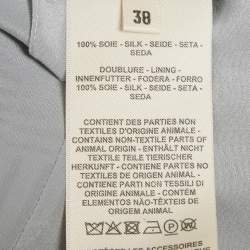 38
100% SOIE - SILK - SEIDE - SETA -
SEDA
DOUBLURE - LINING -
INNENFUTTER - FODERA - FORRO
100% SOIE - SILK - SEIDE - SETA -
SEDA
CONTIENT DES PARTIES NON
TEXTILES D'ORIGINE ANIMALE -
CONTAINS NON-TEXTILE PARTS OF
ANIMAL ORIGIN - ENTHÄLT NICHT
TEXTILE TEILE TIERISCHER
HERKUNFT - CONTIENE PARTES NO
TEXTILES DE ORIGEN ANIMAL -
CONTIENE PARTI NON TESSILI DI
ORIGINE ANIMALE - CONTÉM
ELEMENTOS NÃO-TÊXTEIS DE
ORIGEM ANIMAL